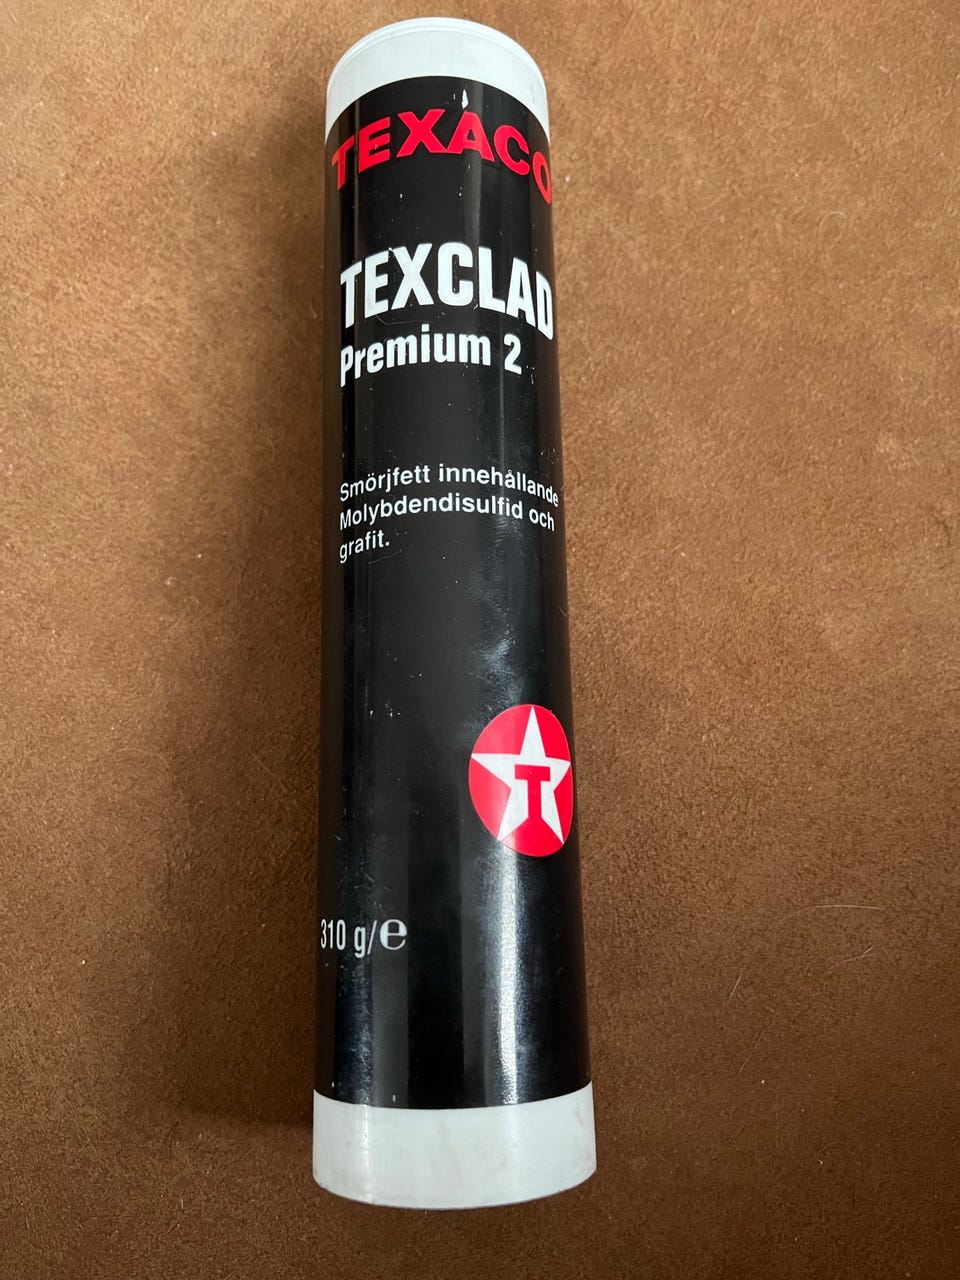 TEXACO
TEXCLAD
Premium 2
Smörjfett innehållande
Molybdendisulfid och
grafit.
T
310 g/e